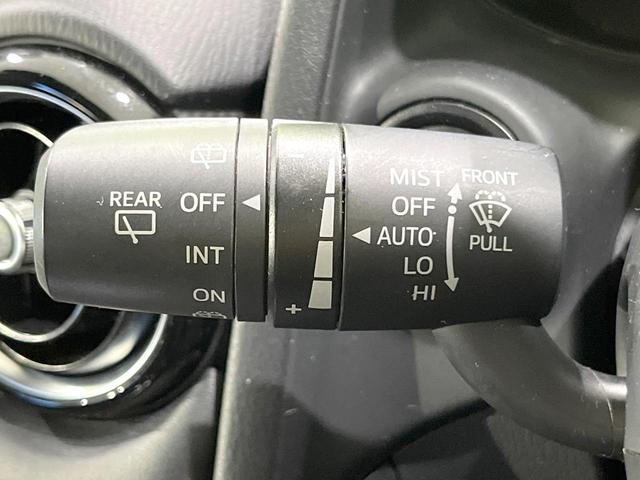 REAR
OFF
INT
ON
−
+
MIST
OFF
AUTO
LO
HI
FRONT
PULL